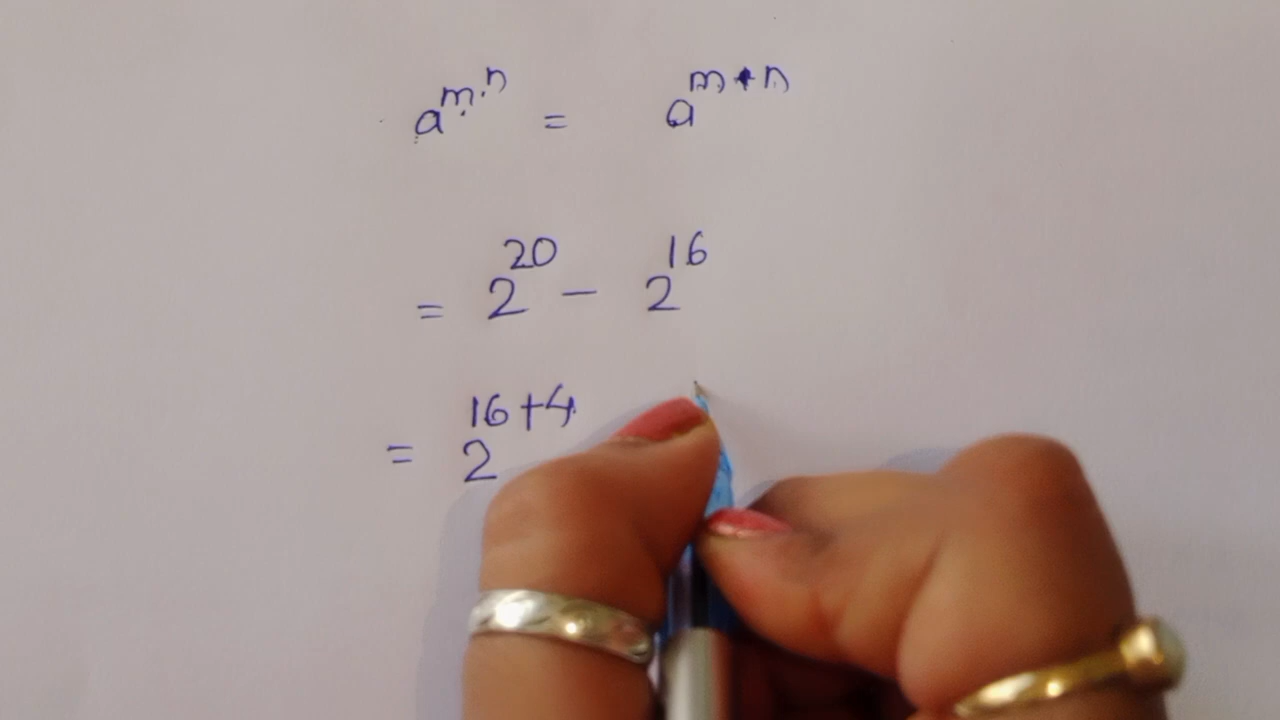 a^{m.n} = a^{m+n}
= 2^{20} - 2^{16}
= 2^{16+4}